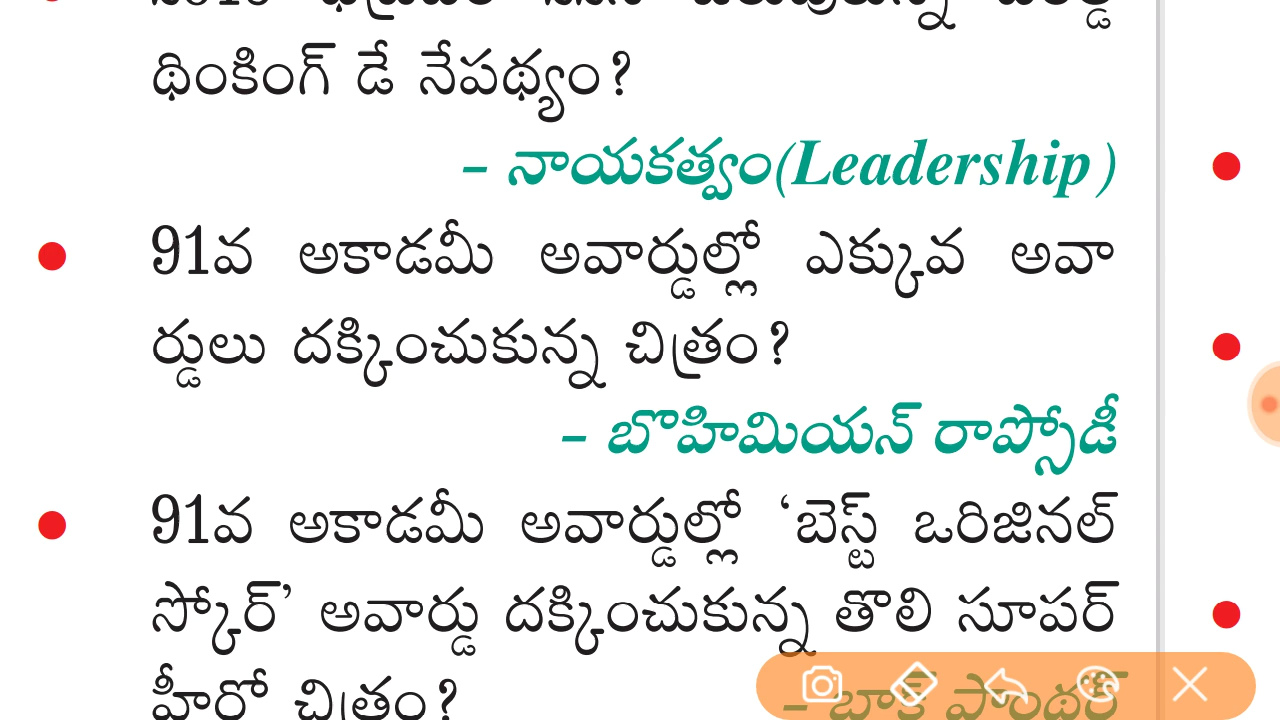 థింకింగ్ డే నేపథ్యం?
– నాయకత్వం(Leadership)
91వ అకాడమీ అవార్డుల్లో ఎక్కువ అవా
ర్డులు దక్కించుకున్న చిత్రం?
– బొహిమియన్ రాప్సోడీ
91వ అకాడమీ అవార్డుల్లో ‘బెస్ట్ ఒరిజినల్
స్కోర్’ అవార్డు దక్కించుకున్న తొలి సూపర్
హీరో చిత్రం?